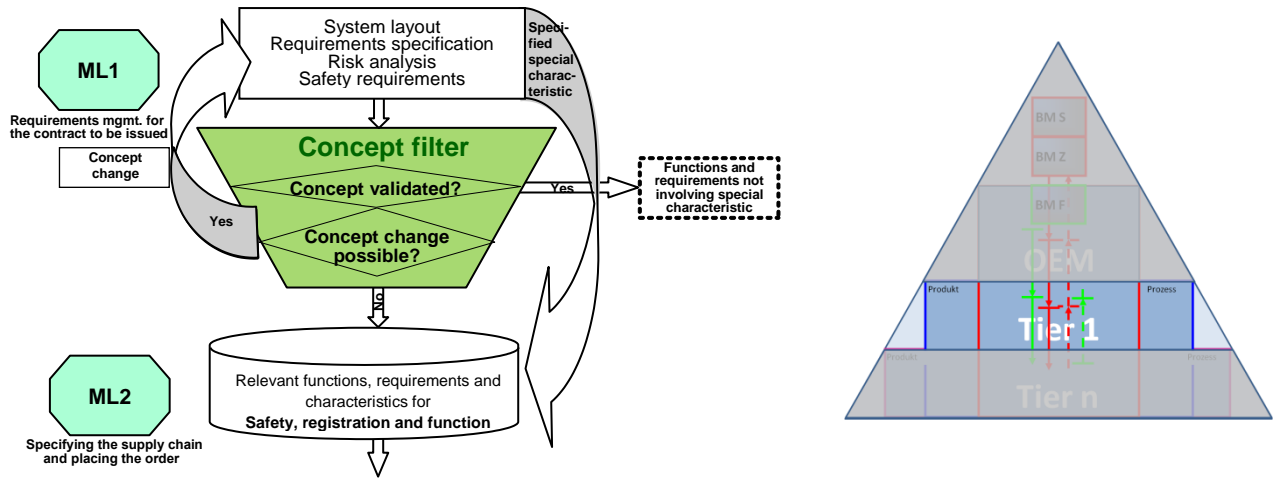 System layout
Requirements specification
Risk analysis
Safety requirements
Speci-
fied
special
charac-
teristic
ML1
Requirements mgmt. for
the contract to be issued
Concept
change
Concept filter
Concept validated?
Yes
Functions and
requirements not
involving special
characteristic
Yes
Concept change
possible?
No
Relevant functions, requirements and
characteristics for
Safety, registration and function
ML2
Specifying the supply chain
and placing the order
BM S
BM Z
BM F
OEM
Produkt
Prozess
Tier 1
Produkt
Prozess
Tier n